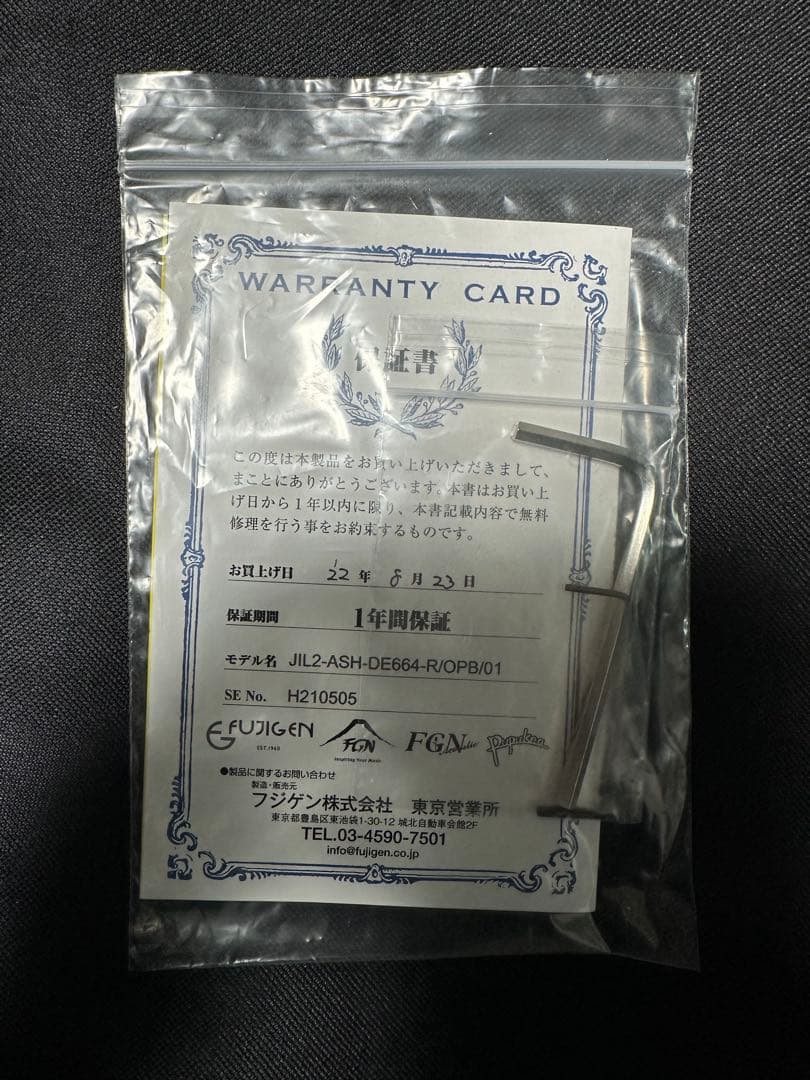 WARRANTY CARD
保証書
この度は本製品をお買い上げいただきまして、
まことにありがとうございます。本書はお買い上
げ日から1年以内に限り、本書記載内容で無料
修理を行う事をお約束するものです。
お買上げ日 '22年 8月 23日
保証期間 1年間保証
モデル名 JIL2-ASH-DE664-R/OPB/01
SE No. H210505
FUJIGEN FGN FGN
EST.1960 Inspiring Your Music
●製品に関するお問い合わせ
製造・販売元
フジゲン株式会社 東京営業所
東京都豊島区東池袋1-30-12 城北自動車会館2F
TEL.03-4590-7501
info@fujigen.co.jp